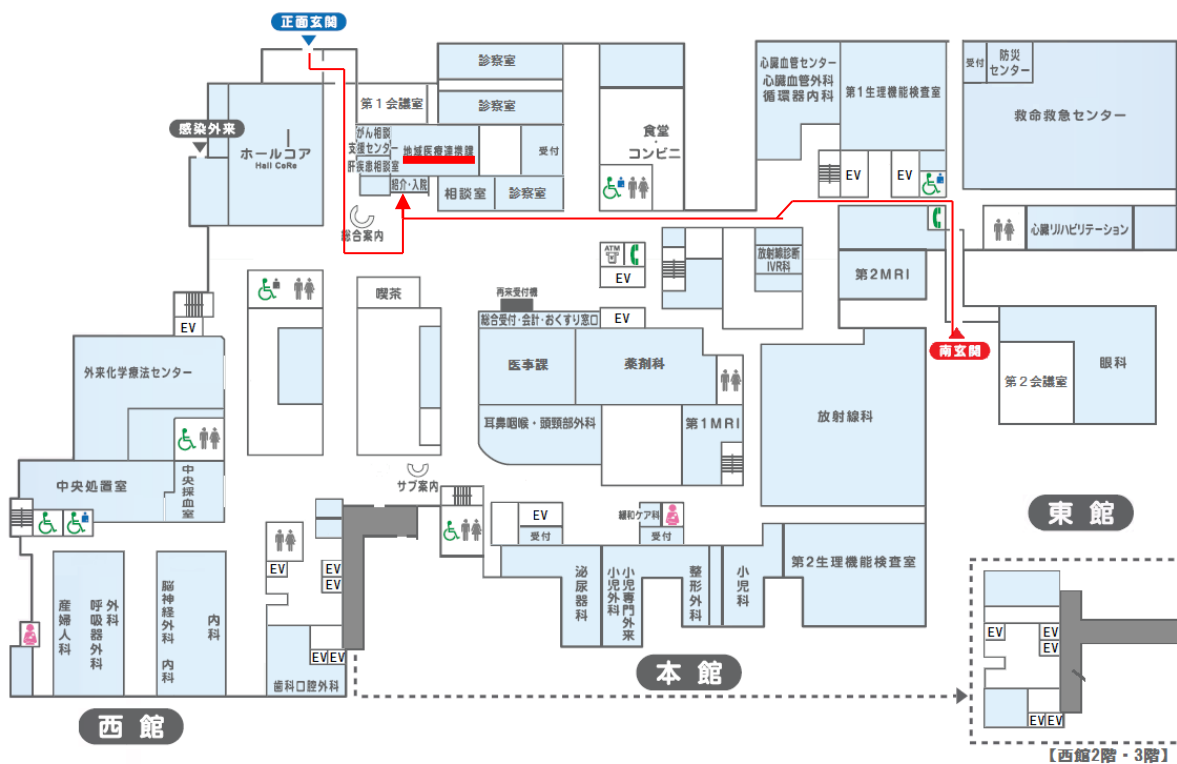 正面玄関
診察室
心臓血管センター
心臓血管外科
循環器内科
第1生理機能検査室
受付
防災
センター
第1会議室
診察室
救命救急センター
感染外来
ホールコア
Hall CoRe
がん相談
支援センター
肝疾患相談室
地域医療連携課
受付
食堂
・
コンビニ
紹介・入院
相談室
診察室
EV
EV
総合案内
心臓リハビリテーション
ATM
EV
放射線診断
IVR科
第2MRI
喫茶
再来受付機
総合受付・会計・おくすり窓口
EV
EV
南玄関
外来化学療法センター
医事課
薬剤科
第2会議室
眼科
耳鼻咽喉・頭頸部外科
第1MRI
放射線科
中央処置室
中央採血室
サブ案内
東館
EV
受付
緩和ケア科
受付
EV
EV
EV
産婦人科
外科
呼吸器外科
脳神経外科
内科
内科
泌尿器科
小児専門外来
小児外科
整形外科
小児科
第2生理機能検査室
EV
EV
歯科口腔外科
本館
西館
EV
EV
EV
EV
EV
【西館2階・3階】